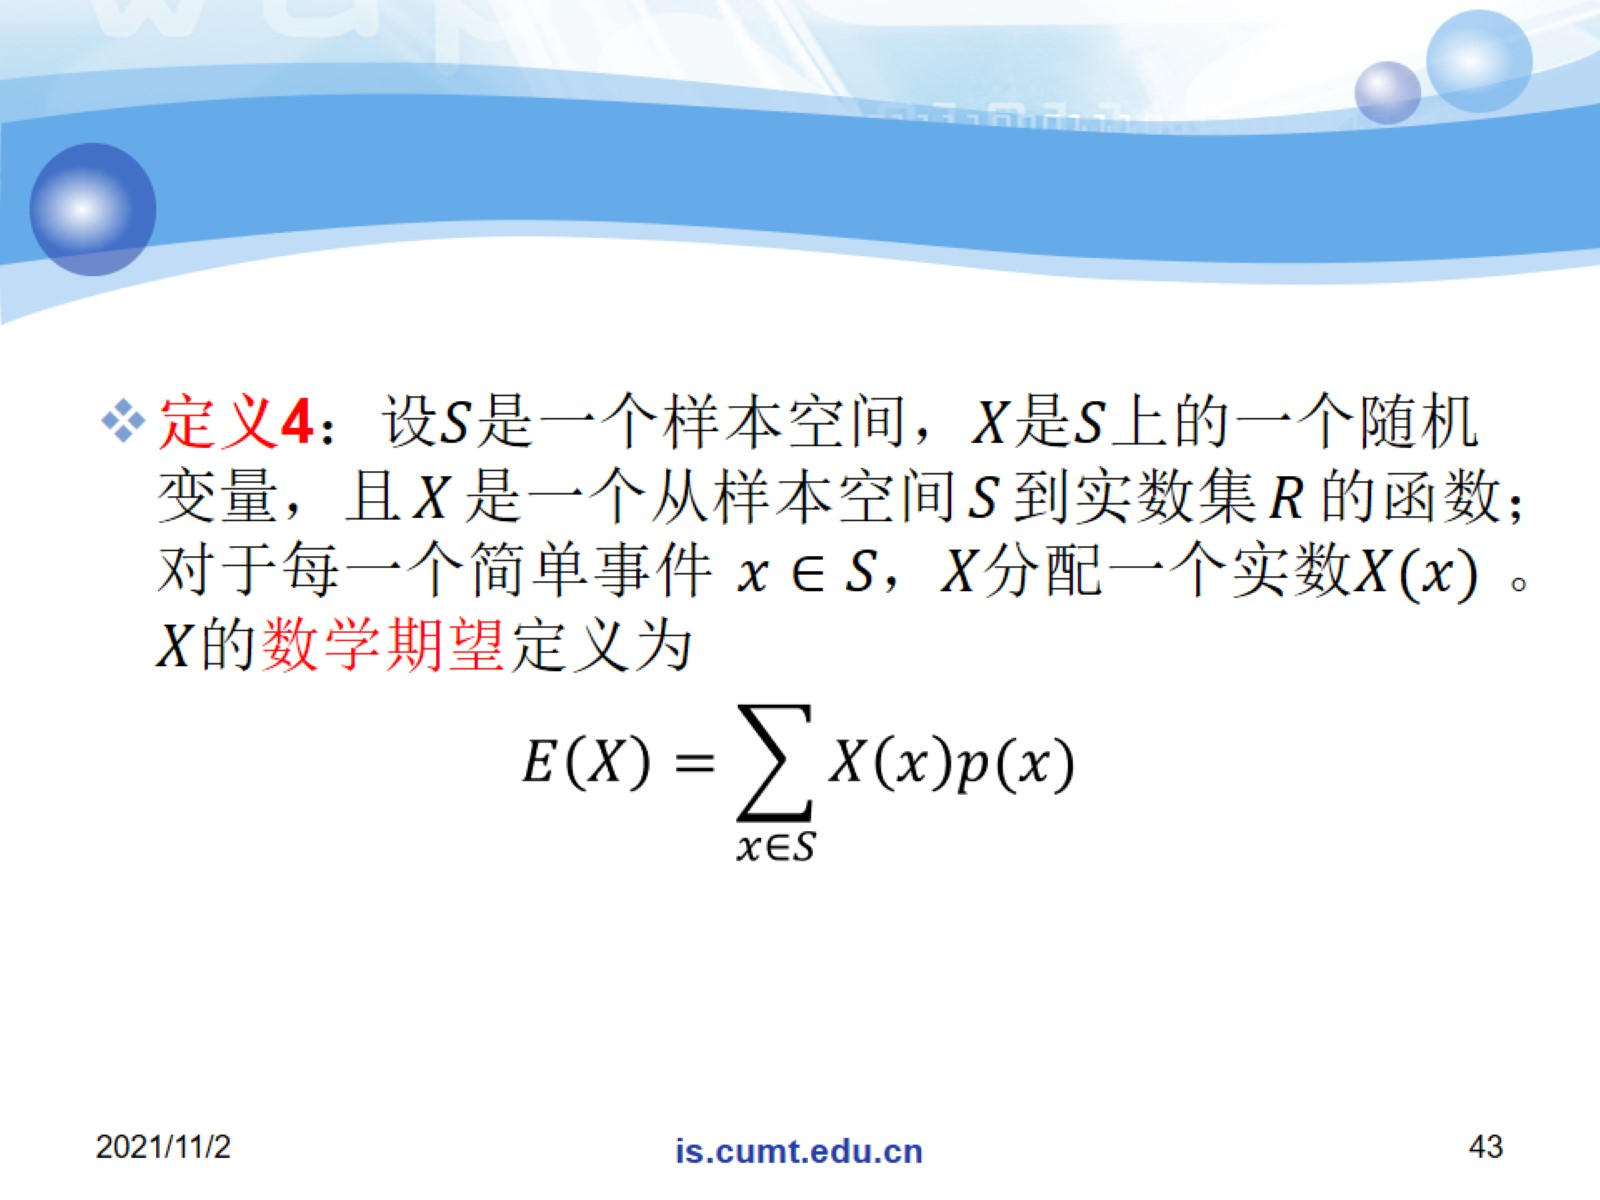 定义4：设S是一个样本空间，X是S上的一个随机
变量，且 X 是一个从样本空间 S 到实数集 R 的函数；
对于每一个简单事件 x ∈ S，X分配一个实数X(x) 。
X的数学期望定义为
E(X) = ∑ X(x)p(x)
x∈S
2021/11/2
is.cumt.edu.cn
43